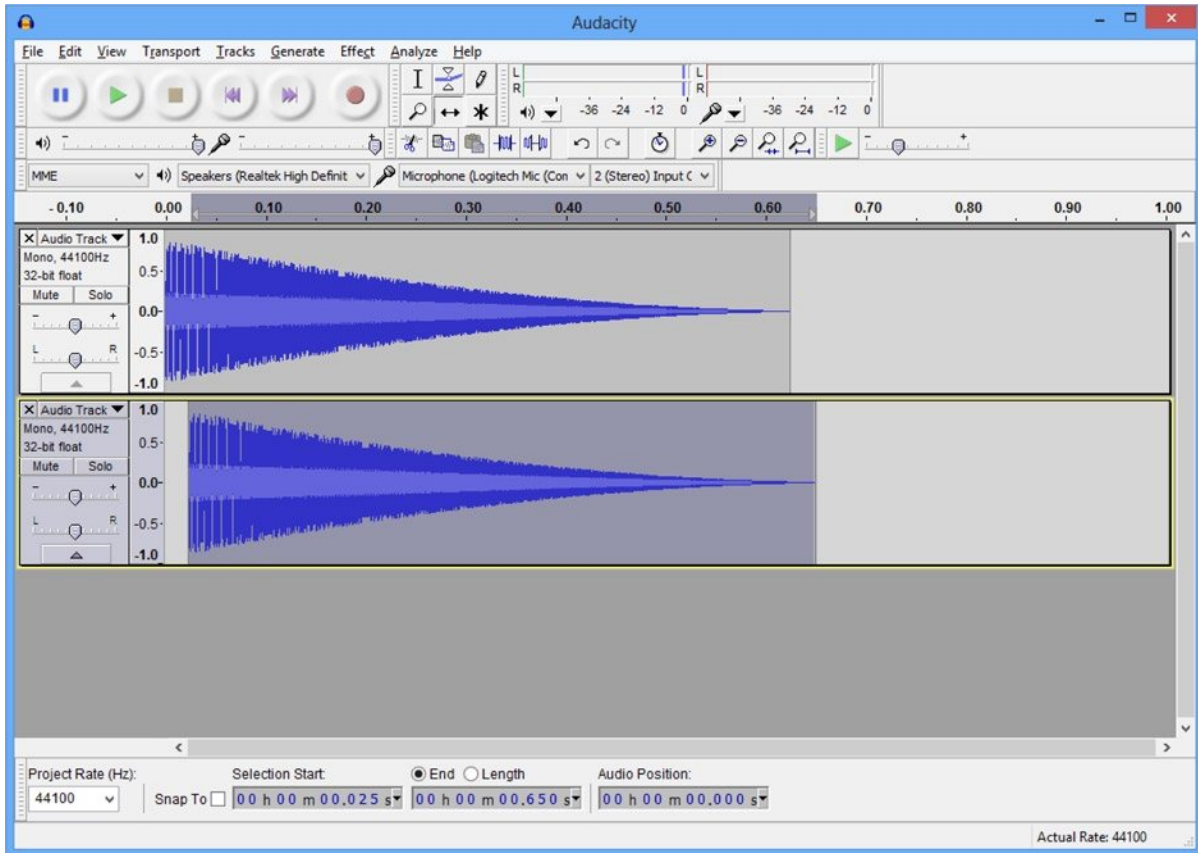 Audacity
File Edit View Transport Tracks Generate Effect Analyze Help
L
R
-36 -24 -12 0
L
R
-36 -24 -12 0
MME Speakers (Realtek High Definit Microphone (Logitech Mic (Con 2 (Stereo) Input C
- 0.10 0.00 0.10 0.20 0.30 0.40 0.50 0.60 0.70 0.80 0.90 1.00
X Audio Track 1.0
Mono, 44100Hz
32-bit float 0.5
Mute Solo
- + 0.0
L R -0.5
-1.0
X Audio Track 1.0
Mono, 44100Hz
32-bit float 0.5
Mute Solo
- + 0.0
L R -0.5
-1.0
Project Rate (Hz): Selection Start: End Length Audio Position:
44100 Snap To 00 h 00 m 00.025 s 00 h 00 m 00.650 s 00 h 00 m 00.000 s
Actual Rate: 44100